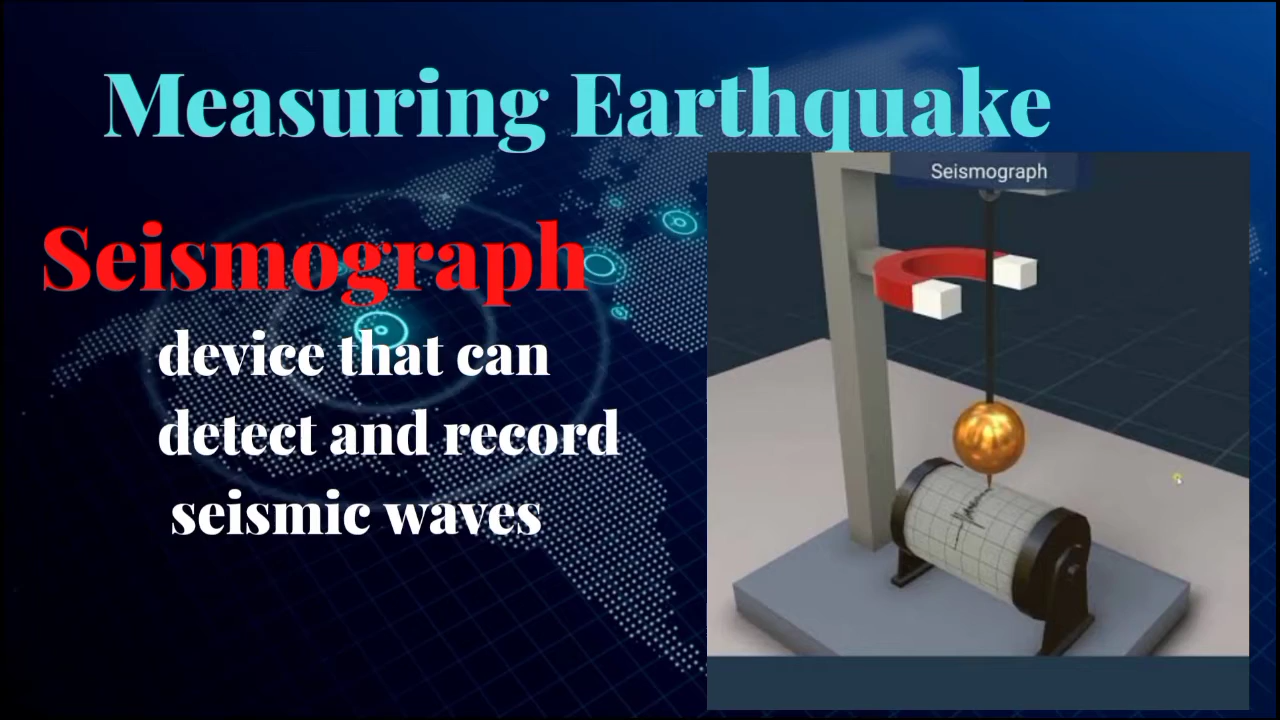 Measuring Earthquake
Seismograph
Seismograph
device that can
detect and record
seismic waves